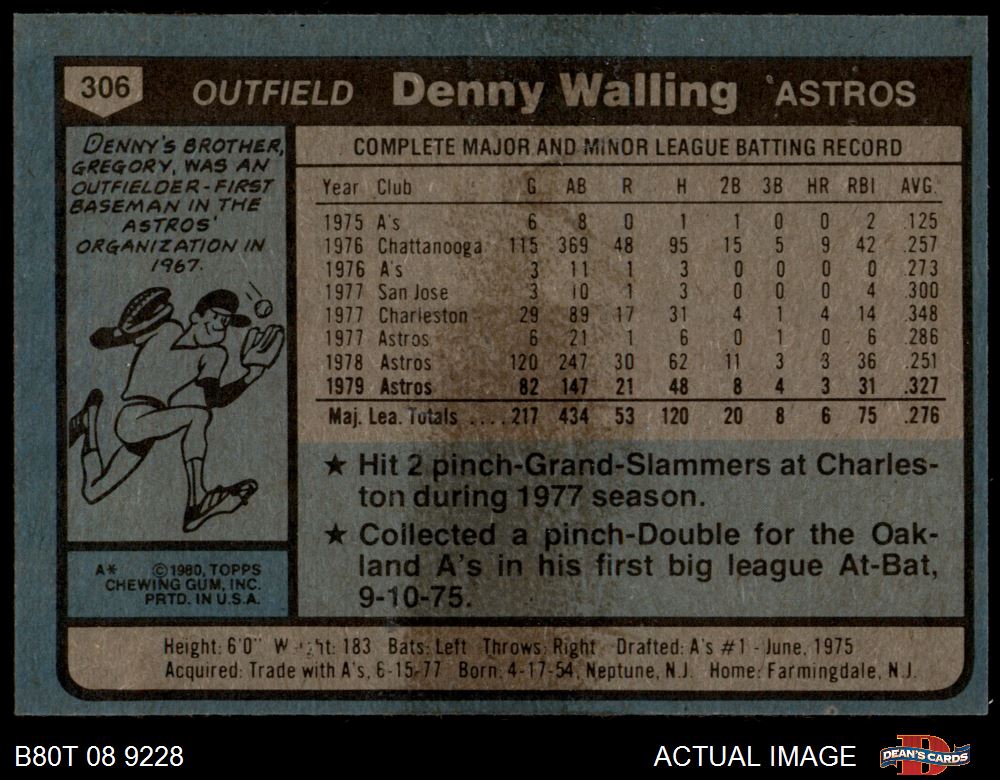 306 OUTFIELD Denny Walling ASTROS
DENNY'S BROTHER,
GREGORY, WAS AN
OUTFIELDER-FIRST
BASEMAN IN THE
ASTROS'
ORGANIZATION IN
1967.
COMPLETE MAJOR AND MINOR LEAGUE BATTING RECORD
Year Club G AB R H 2B 3B HR RBI AVG.
1975 A's 6 8 0 1 1 0 0 2 .125
1976 Chattanooga 115 369 48 95 15 5 9 42 .257
1976 A's 3 11 1 3 0 0 0 0 .273
1977 San Jose 3 10 1 3 0 0 0 4 .300
1977 Charleston 29 89 17 31 4 1 4 14 .348
1977 Astros 6 21 1 6 0 1 0 6 .286
1978 Astros 120 247 30 62 11 3 3 36 .251
1979 Astros 82 147 21 48 8 4 3 31 .327
Maj. Lea. Totals .... 217 434 53 120 20 8 6 75 .276
★ Hit 2 pinch-Grand-Slammers at Charles-
ton during 1977 season.
★ Collected a pinch-Double for the Oak-
land A's in his first big league At-Bat,
9-10-75.
A* ©1980, TOPPS
CHEWING GUM, INC.
PRTD. IN U.S.A.
Height: 6'0" Weight: 183 Bats: Left Throws: Right Drafted: A's #1 - June, 1975
Acquired: Trade with A's, 6-15-77 Born: 4-17-54, Neptune, N.J. Home: Farmingdale, N.J.
B80T 08 9228 ACTUAL IMAGE DEAN'S CARDS